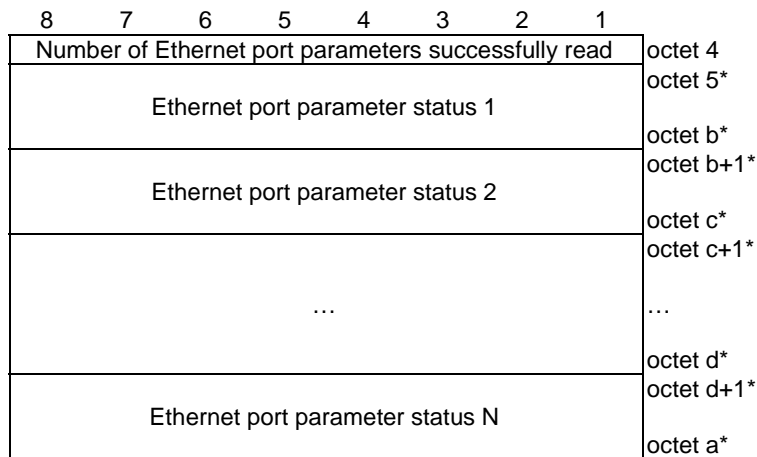 8 7 6 5 4 3 2 1
Number of Ethernet port parameters successfully read octet 4
octet 5*
Ethernet port parameter status 1
octet b*
octet b+1*
Ethernet port parameter status 2
octet c*
octet c+1*
… …
octet d*
octet d+1*
Ethernet port parameter status N
octet a*